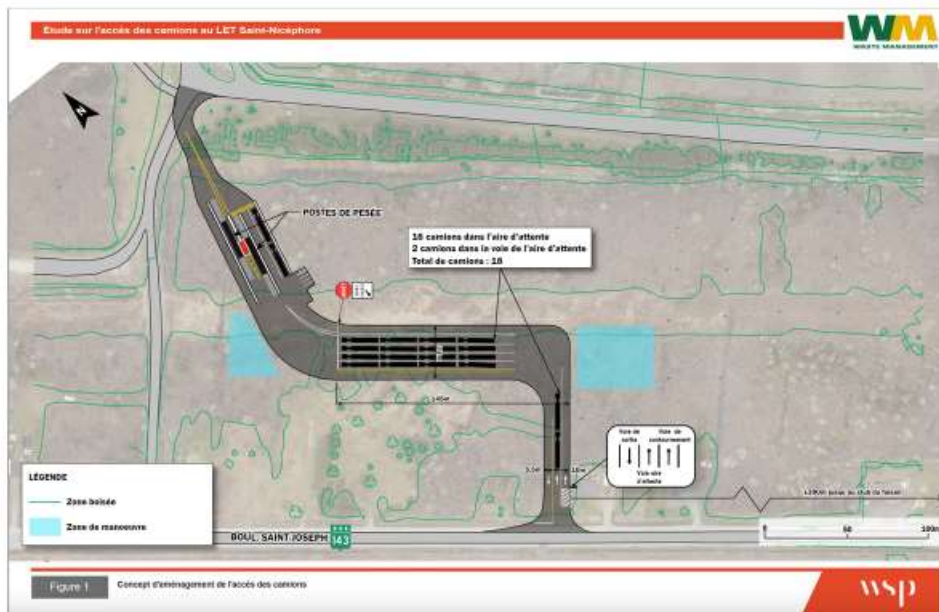 Étude sur l'accès des camions au LET Saint-Nicéphore
WM
WASTE MANAGEMENT
N
POSTES DE PESÉE
16 camions dans l'aire d'attente
2 camions dans la voie de l'aire d'attente
Total de camions : 18
145m
Voie de sortie
Voie de contournement
Voie aire d'attente
3.5m
LÉGENDE
Zone boisée
Zone de manoeuvre
BOUL. SAINT-JOSEPH
143
0 50 100m
Figure 1
Concept d'aménagement de l'accès des camions
wsp